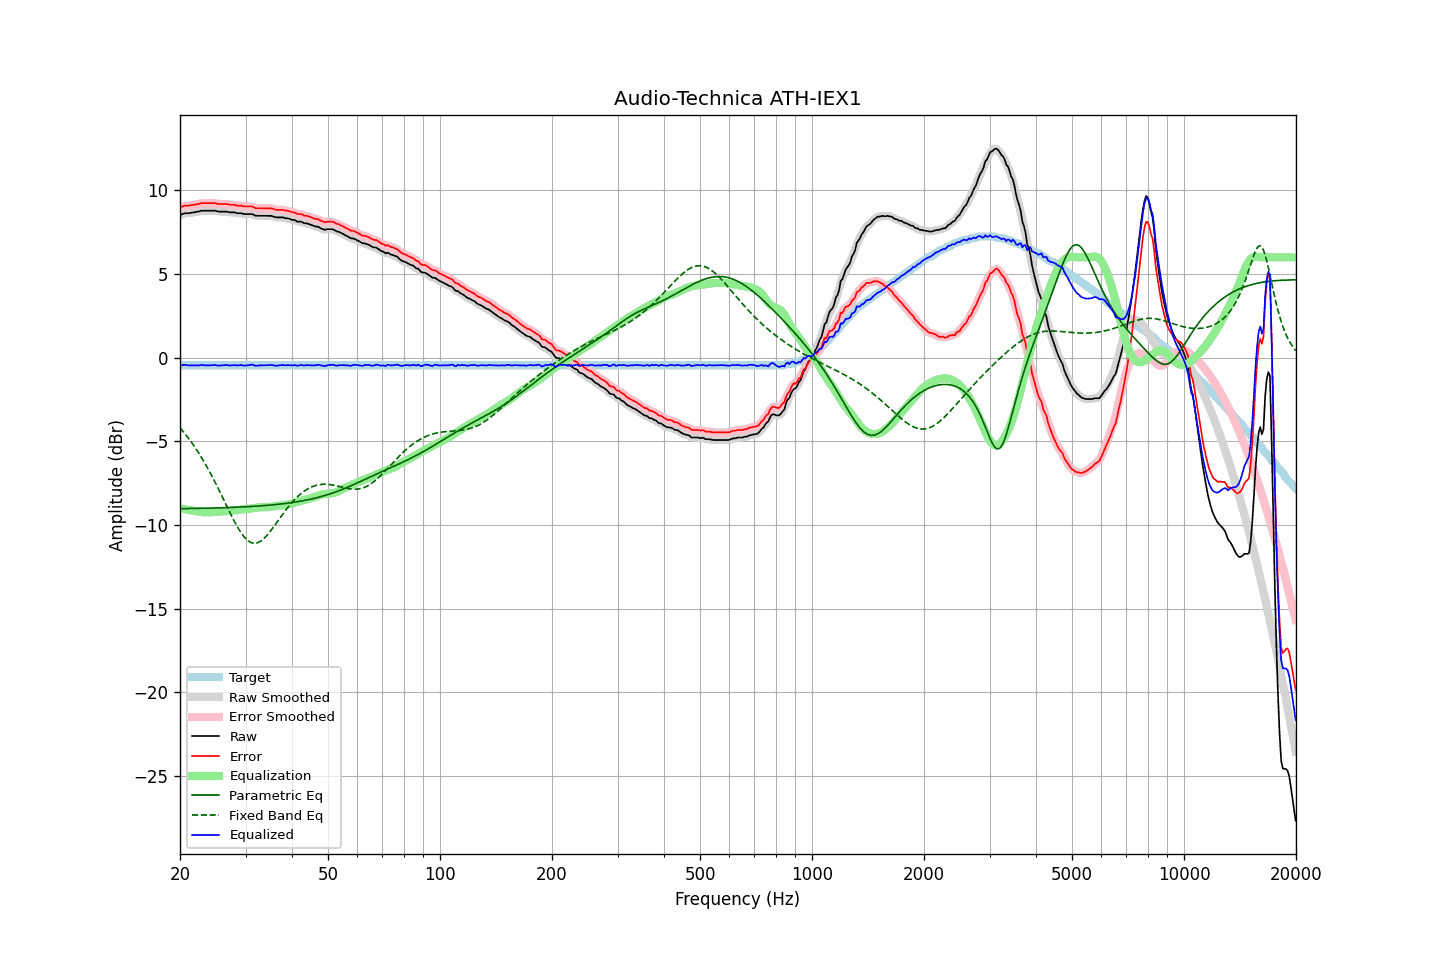 Audio-Technica ATH-IEX1
Amplitude (dBr)
10
5
0
−5
−10
−15
−20
−25
Target
Raw Smoothed
Error Smoothed
Raw
Error
Equalization
Parametric Eq
Fixed Band Eq
Equalized
20 50 100 200 500 1000 2000 5000 10000 20000
Frequency (Hz)